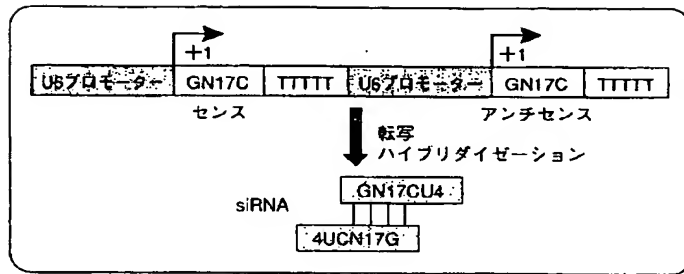 +1 +1
U6プロモーター GN17C TTTTT U6プロモーター GN17C TTTTT
センス アンチセンス
転写
ハイブリダイゼーション
GN17CU4
siRNA
4UCN17G